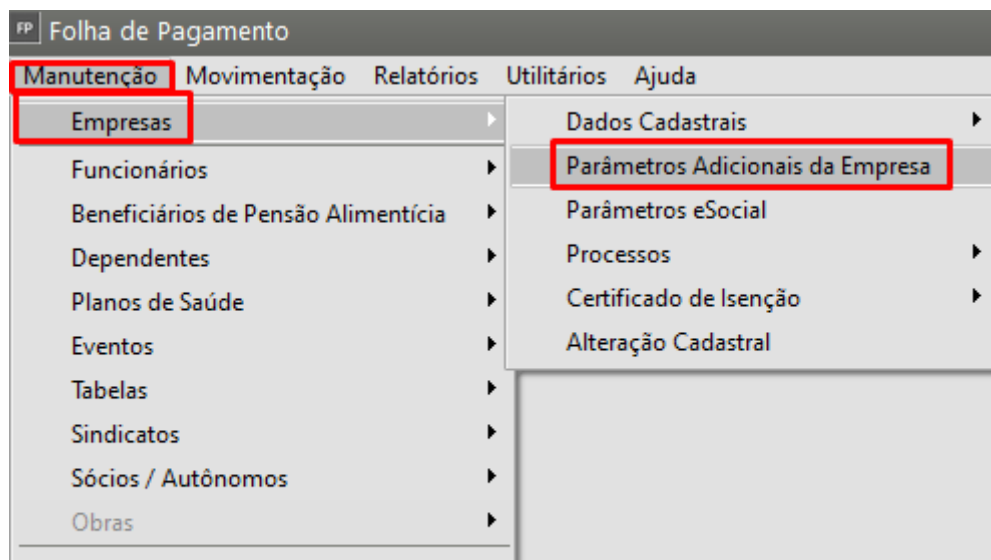 FP Folha de Pagamento
Manutenção Movimentação Relatórios Utilitários Ajuda
Empresas
Funcionários
Beneficiários de Pensão Alimentícia
Dependentes
Planos de Saúde
Eventos
Tabelas
Sindicatos
Sócios / Autônomos
Obras
Dados Cadastrais
Parâmetros Adicionais da Empresa
Parâmetros eSocial
Processos
Certificado de Isenção
Alteração Cadastral